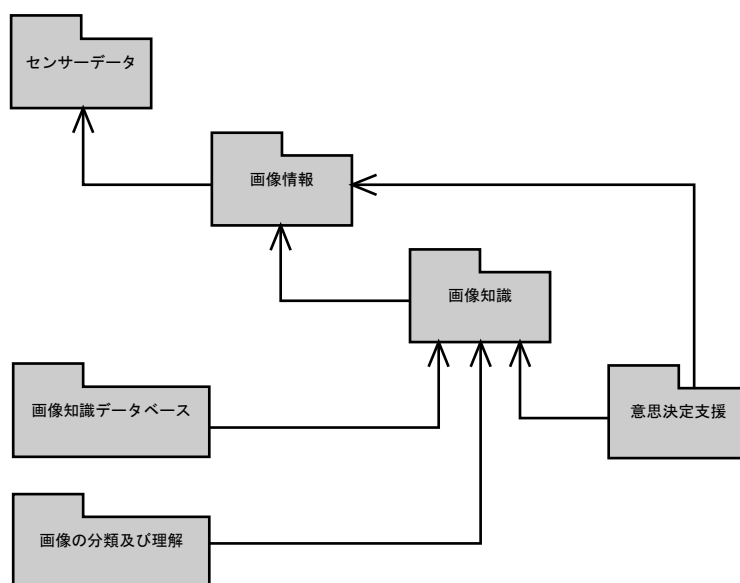 センサーデータ
画像情報
画像知識
画像知識データベース
意思決定支援
画像の分類及び理解